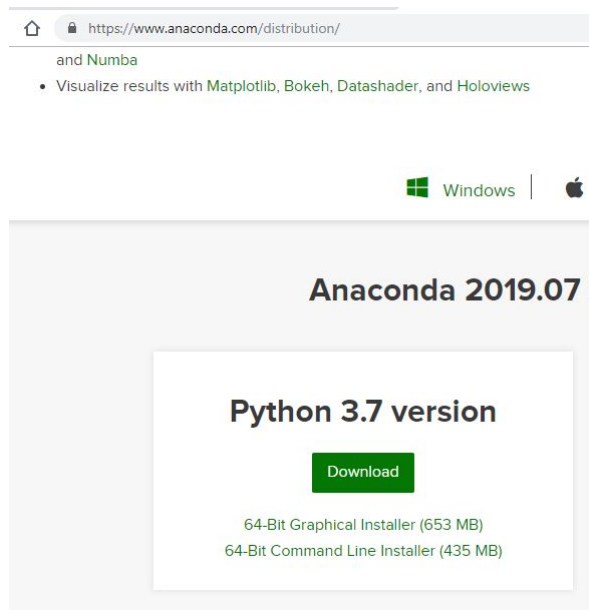 https://www.anaconda.com/distribution/
and Numba
• Visualize results with Matplotlib, Bokeh, Datashader, and Holoviews
Windows
Anaconda 2019.07
Python 3.7 version
Download
64-Bit Graphical Installer (653 MB)
64-Bit Command Line Installer (435 MB)